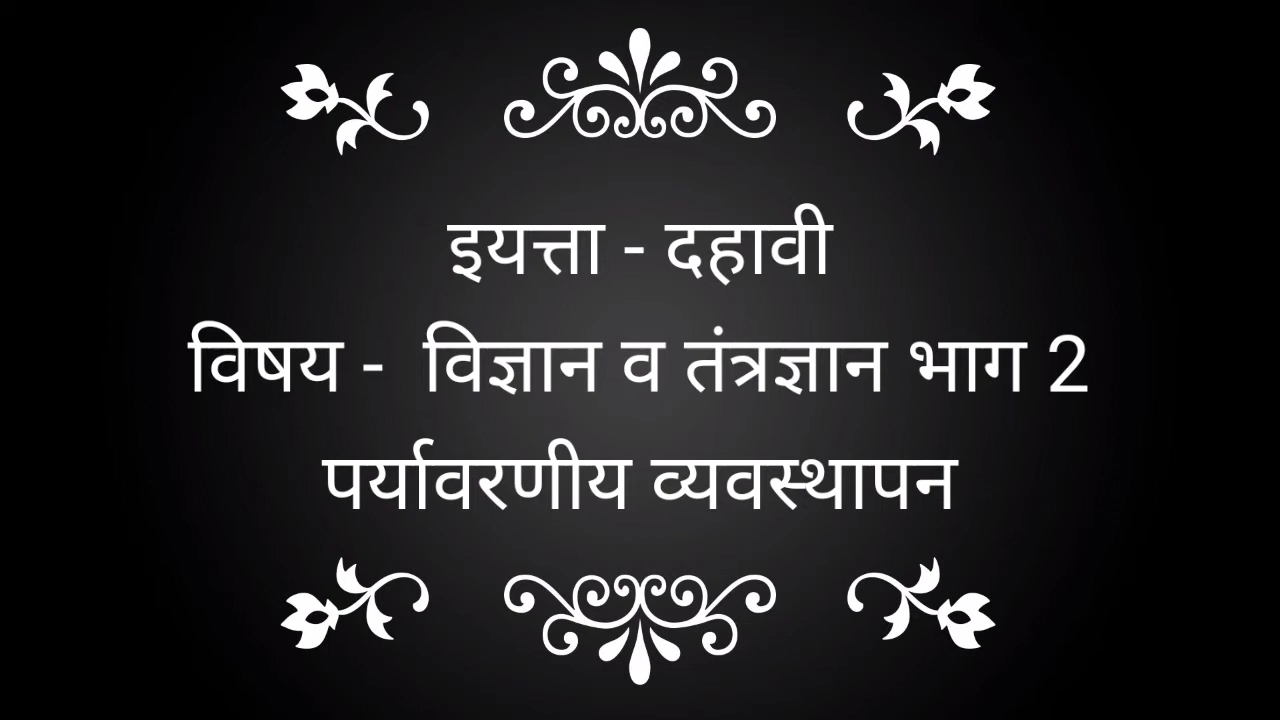 इयत्ता - दहावी
विषय - विज्ञान व तंत्रज्ञान भाग 2
पर्यावरणीय व्यवस्थापन